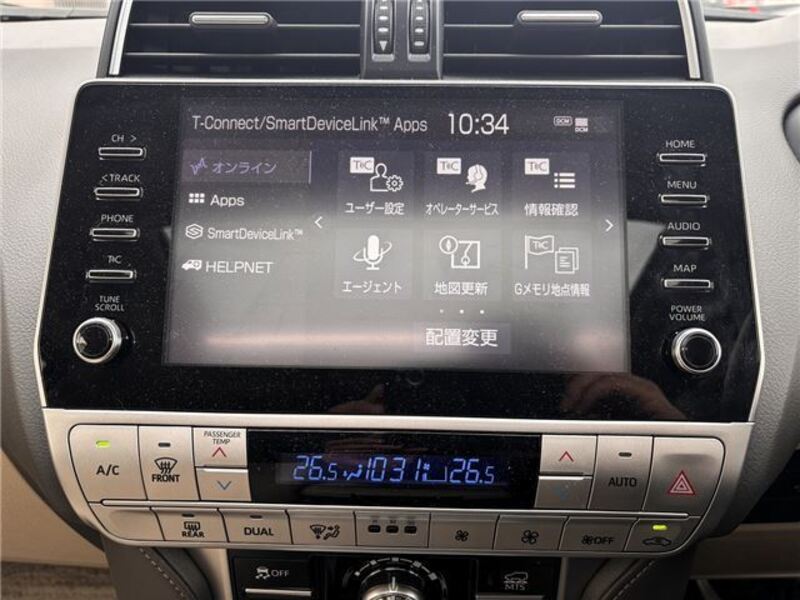 CH >
< TRACK
PHONE
T&C
TUNE
SCROLL
T-Connect/SmartDeviceLink™ Apps 10:34 DCM DCM
オンライン
Apps
SmartDeviceLink™
HELPNET
T&C T&C T&C
ユーザー設定 オペレーターサービス 情報確認
T&C
エージェント 地図更新 Gメモリ地点情報
配置変更
HOME
MENU
AUDIO
MAP
POWER
VOLUME
A/C
FRONT
PASSENGER
TEMP
26.5 1031 26.5
AUTO
REAR
DUAL
OFF
OFF
MTS